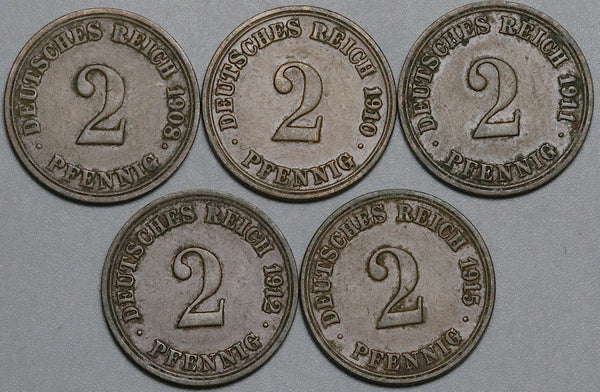 · DEUTSCHES REICH 1908 ·
2
PFENNIG
· DEUTSCHES REICH 1910 ·
2
PFENNIG
· DEUTSCHES REICH 1911 ·
2
PFENNIG
· DEUTSCHES REICH 1912 ·
2
PFENNIG
· DEUTSCHES REICH 1915 ·
2
PFENNIG